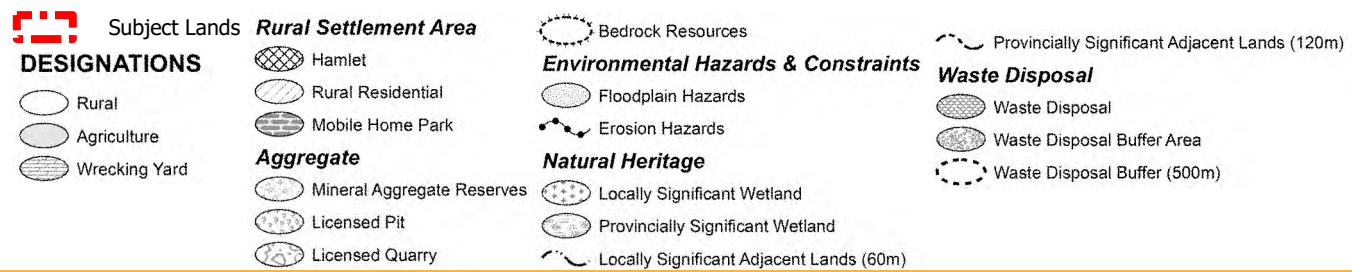 Subject Lands
DESIGNATIONS
Rural
Agriculture
Wrecking Yard
Rural Settlement Area
Hamlet
Rural Residential
Mobile Home Park
Aggregate
Mineral Aggregate Reserves
Licensed Pit
Licensed Quarry
Bedrock Resources
Environmental Hazards & Constraints
Floodplain Hazards
Erosion Hazards
Natural Heritage
Locally Significant Wetland
Provincially Significant Wetland
Locally Significant Adjacent Lands (60m)
Provincially Significant Adjacent Lands (120m)
Waste Disposal
Waste Disposal
Waste Disposal Buffer Area
Waste Disposal Buffer (500m)